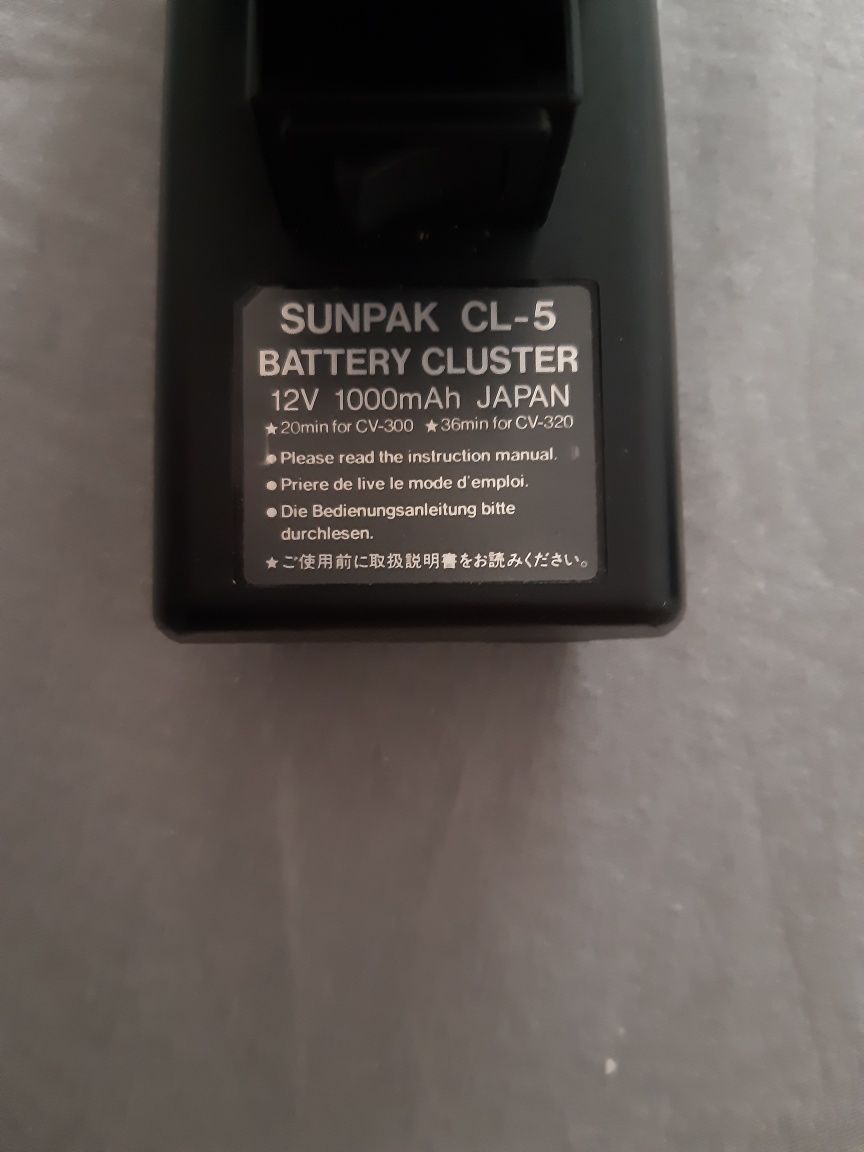 SUNPAK CL-5
BATTERY CLUSTER
12V 1000mAh JAPAN
★20min for CV-300 ★36min for CV-320
●Please read the instruction manual.
●Priere de live le mode d'emploi.
●Die Bedienungsanleitung bitte
durchlesen.
★ご使用前に取扱説明書をお読みください。